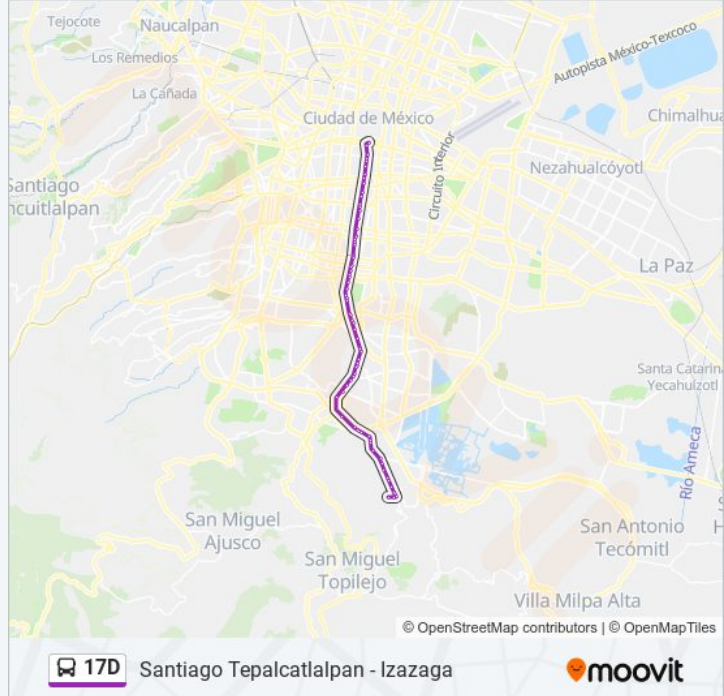 Tejocote
Naucalpan
Los Remedios
La Cañada
Autopista México-Texcoco
Ciudad de México
Chimalhua
Circuito Interior
Nezahualcóyotl
Santiago
ncuitlalpan
La Paz
Santa Catarin
Yecahuizotl
Río Ameca
San Miguel
Ajusco
San Antonio
Tecómitl
San Miguel
Topilejo
Villa Milpa Alta
© OpenStreetMap contributors | © OpenMapTiles
17D Santiago Tepalcatlalpan - Izazaga
moovit